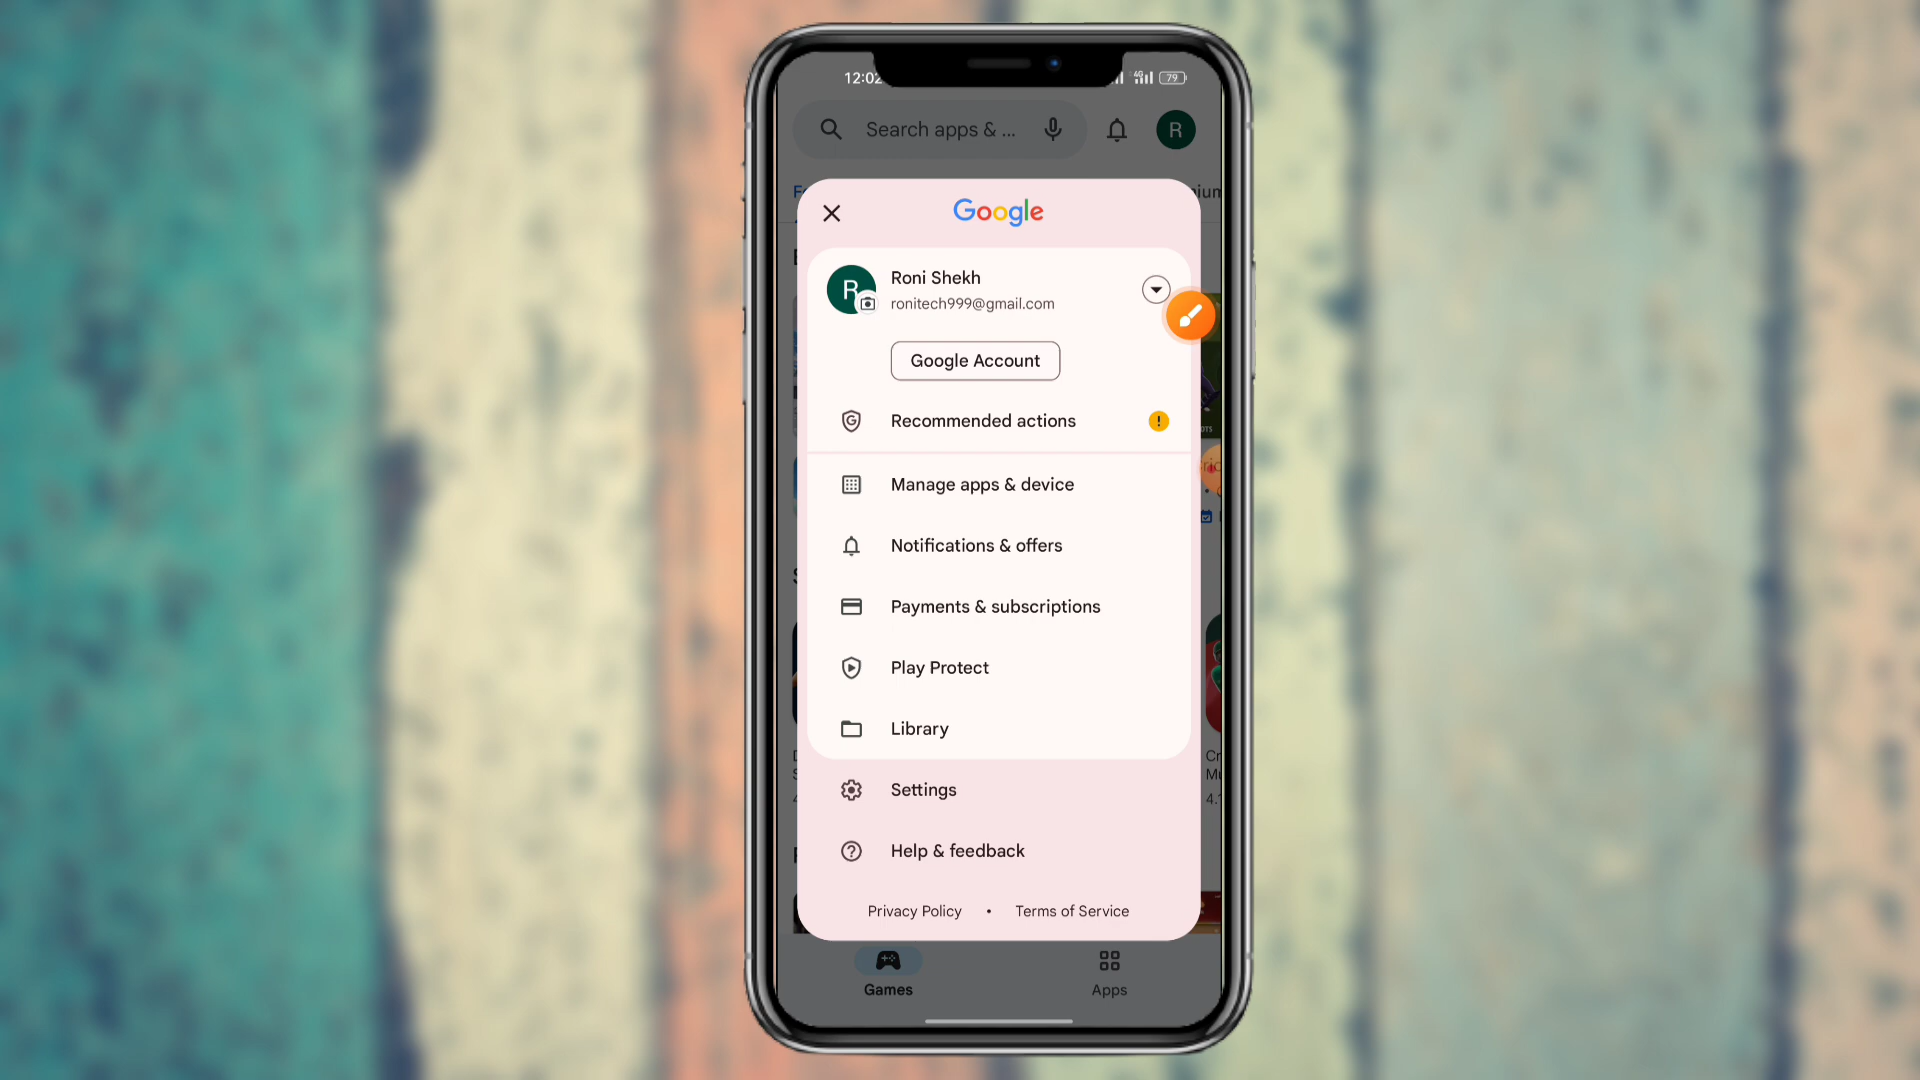 12:02
79
Search apps & ...
R
Google
R
Roni Shekh
ronitech999@gmail.com
Google Account
Recommended actions
Manage apps & device
Notifications & offers
Payments & subscriptions
Play Protect
Library
Settings
Help & feedback
Privacy Policy • Terms of Service
Games
Apps